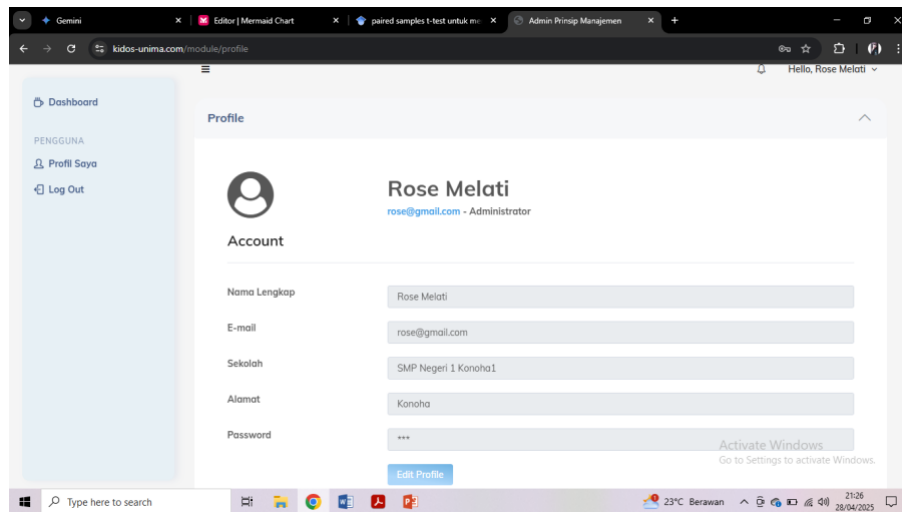 Gemini
Editor | Mermaid Chart
paired samples t-test untuk me
Admin Prinsip Manajemen
kidos-unima.com/module/profile
Hello, Rose Melati
Dashboard
PENGGUNA
Profil Saya
Log Out
Profile
Rose Melati
rose@gmail.com - Administrator
Account
Nama Lengkap
Rose Melati
E-mail
rose@gmail.com
Sekolah
SMP Negeri 1 Konoha1
Alamat
Konoha
Password
***
Edit Profile
Activate Windows
Go to Settings to activate Windows.
Type here to search
23°C Berawan
21:26
28/04/2025